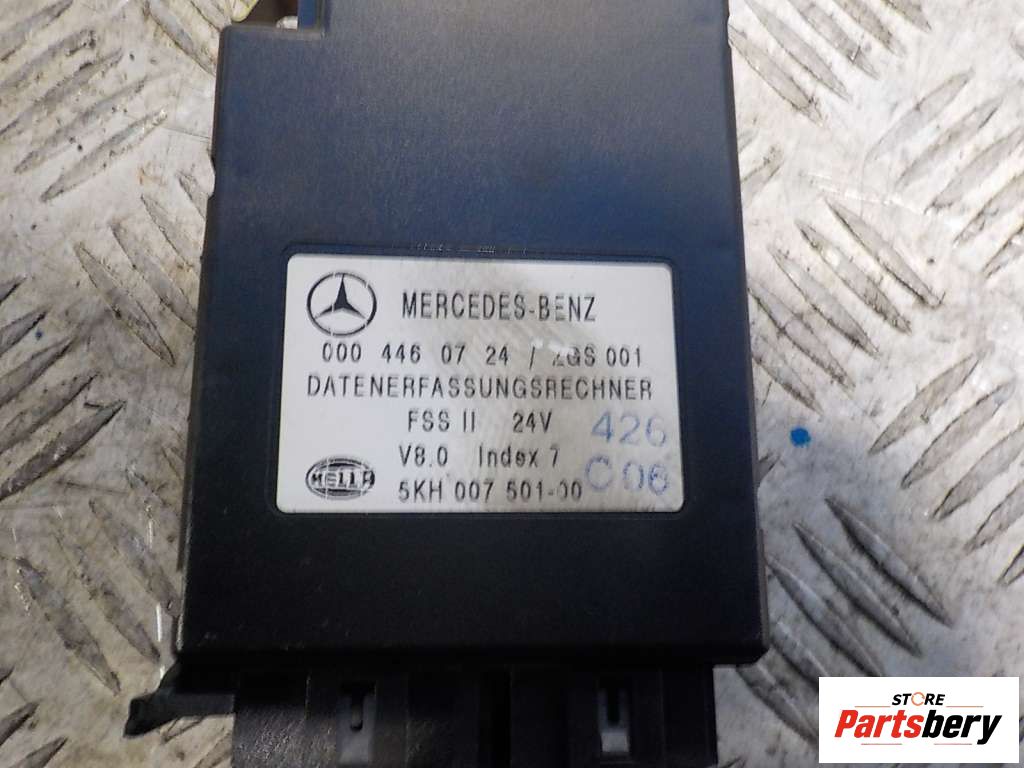 MERCEDES-BENZ
000 446 07 24 / ZGS 001
DATENERFASSUNGSRECHNER
FSS II 24V 426
V8.0 Index 7
HELLA 5KH 007 501-00 C 06
STORE
Partsbery